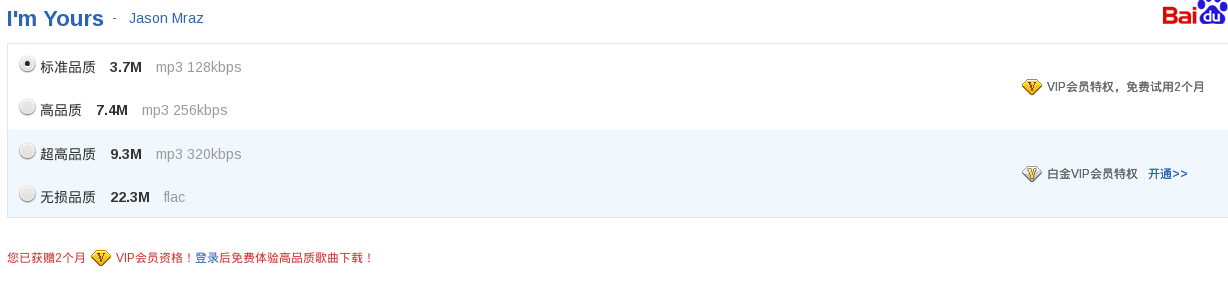 I'm Yours - Jason Mraz
Bai du
标准品质 3.7M mp3 128kbps
高品质 7.4M mp3 256kbps
VIP会员特权，免费试用2个月
超高品质 9.3M mp3 320kbps
无损品质 22.3M flac
白金VIP会员特权 开通>>
您已获赠2个月 VIP会员资格！登录后免费体验高品质歌曲下载！